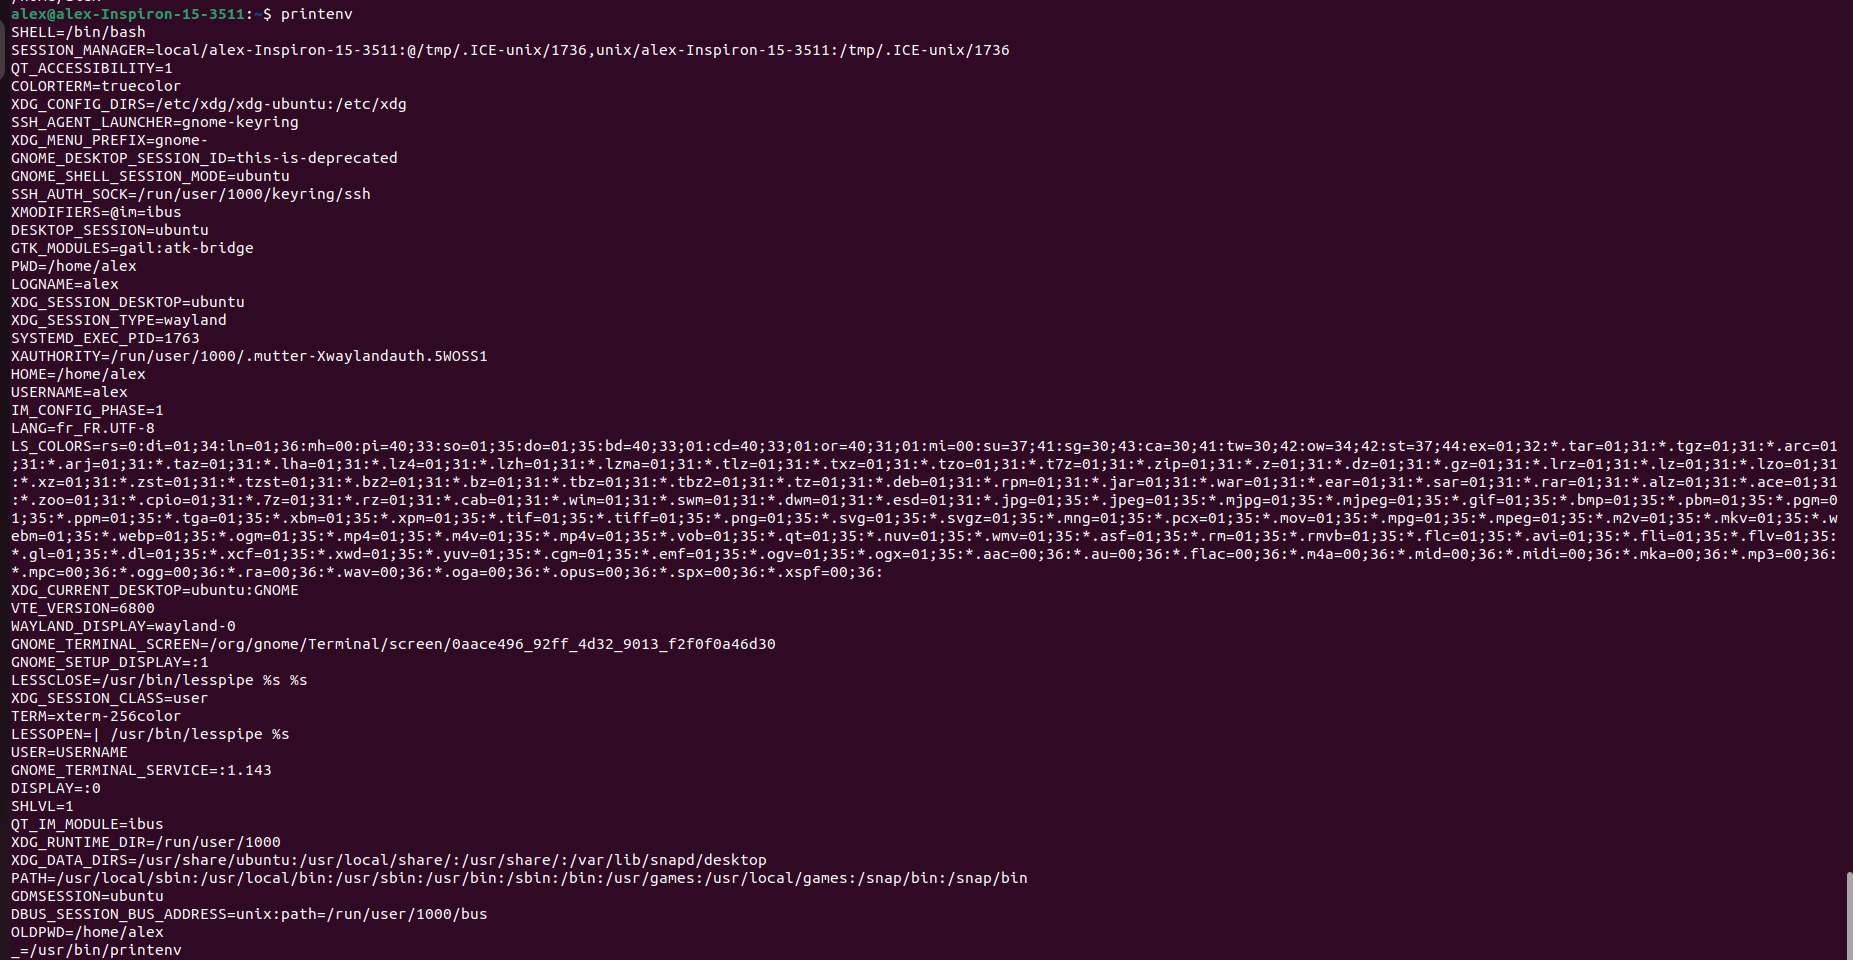 alex@alex-Inspiron-15-3511:~$ printenv
SHELL=/bin/bash
SESSION_MANAGER=local/alex-Inspiron-15-3511:@/tmp/.ICE-unix/1736,unix/alex-Inspiron-15-3511:/tmp/.ICE-unix/1736
QT_ACCESSIBILITY=1
COLORTERM=truecolor
XDG_CONFIG_DIRS=/etc/xdg/xdg-ubuntu:/etc/xdg
SSH_AGENT_LAUNCHER=gnome-keyring
XDG_MENU_PREFIX=gnome-
GNOME_DESKTOP_SESSION_ID=this-is-deprecated
GNOME_SHELL_SESSION_MODE=ubuntu
SSH_AUTH_SOCK=/run/user/1000/keyring/ssh
XMODIFIERS=@im=ibus
DESKTOP_SESSION=ubuntu
GTK_MODULES=gail:atk-bridge
PWD=/home/alex
LOGNAME=alex
XDG_SESSION_DESKTOP=ubuntu
XDG_SESSION_TYPE=wayland
SYSTEMD_EXEC_PID=1763
XAUTHORITY=/run/user/1000/.mutter-Xwaylandauth.5WOSS1
HOME=/home/alex
USERNAME=alex
IM_CONFIG_PHASE=1
LANG=fr_FR.UTF-8
LS_COLORS=rs=0:di=01;34:ln=01;36:mh=00:pi=40;33:so=01;35:do=01;35:bd=40;33;01:cd=40;33;01:or=40;31;01:mi=00:su=37;41:sg=30;43:ca=30;41:tw=30;42:ow=34;42:st=37;44:ex=01;32:*.tar=01;31:*.tgz=01;31:*.arc=01
;31:*.arj=01;31:*.taz=01;31:*.lha=01;31:*.lz4=01;31:*.lzh=01;31:*.lzma=01;31:*.tlz=01;31:*.txz=01;31:*.tzo=01;31:*.t7z=01;31:*.zip=01;31:*.z=01;31:*.dz=01;31:*.gz=01;31:*.lrz=01;31:*.lz=01;31:*.lzo=01;31
:*.xz=01;31:*.zst=01;31:*.tzst=01;31:*.bz2=01;31:*.bz=01;31:*.tbz=01;31:*.tbz2=01;31:*.tz=01;31:*.deb=01;31:*.rpm=01;31:*.jar=01;31:*.war=01;31:*.ear=01;31:*.sar=01;31:*.rar=01;31:*.alz=01;31:*.ace=01;31
:*.zoo=01;31:*.cpio=01;31:*.7z=01;31:*.rz=01;31:*.cab=01;31:*.wim=01;31:*.swm=01;31:*.dwm=01;31:*.esd=01;31:*.jpg=01;35:*.jpeg=01;35:*.mjpg=01;35:*.mjpeg=01;35:*.gif=01;35:*.bmp=01;35:*.pbm=01;35:*.pgm=0
1;35:*.ppm=01;35:*.tga=01;35:*.xbm=01;35:*.xpm=01;35:*.tif=01;35:*.tiff=01;35:*.png=01;35:*.svg=01;35:*.svgz=01;35:*.mng=01;35:*.pcx=01;35:*.mov=01;35:*.mpg=01;35:*.mpeg=01;35:*.m2v=01;35:*.mkv=01;35:*.w
ebm=01;35:*.webp=01;35:*.ogm=01;35:*.mp4=01;35:*.m4v=01;35:*.mp4v=01;35:*.vob=01;35:*.qt=01;35:*.nuv=01;35:*.wmv=01;35:*.asf=01;35:*.rm=01;35:*.rmvb=01;35:*.flc=01;35:*.avi=01;35:*.fli=01;35:*.flv=01;35:
*.gl=01;35:*.dl=01;35:*.xcf=01;35:*.xwd=01;35:*.yuv=01;35:*.cgm=01;35:*.emf=01;35:*.ogv=01;35:*.ogx=01;35:*.aac=00;36:*.au=00;36:*.flac=00;36:*.m4a=00;36:*.mid=00;36:*.midi=00;36:*.mka=00;36:*.mp3=00;36:
*.mpc=00;36:*.ogg=00;36:*.ra=00;36:*.wav=00;36:*.oga=00;36:*.opus=00;36:*.spx=00;36:*.xspf=00;36:
XDG_CURRENT_DESKTOP=ubuntu:GNOME
VTE_VERSION=6800
WAYLAND_DISPLAY=wayland-0
GNOME_TERMINAL_SCREEN=/org/gnome/Terminal/screen/0aace496_92ff_4d32_9013_f2f0f0a46d30
GNOME_SETUP_DISPLAY=:1
LESSCLOSE=/usr/bin/lesspipe %s %s
XDG_SESSION_CLASS=user
TERM=xterm-256color
LESSOPEN=| /usr/bin/lesspipe %s
USER=USERNAME
GNOME_TERMINAL_SERVICE=:1.143
DISPLAY=:0
SHLVL=1
QT_IM_MODULE=ibus
XDG_RUNTIME_DIR=/run/user/1000
XDG_DATA_DIRS=/usr/share/ubuntu:/usr/local/share/:/usr/share/:/var/lib/snapd/desktop
PATH=/usr/local/sbin:/usr/local/bin:/usr/sbin:/usr/bin:/sbin:/bin:/usr/games:/usr/local/games:/snap/bin:/snap/bin
GDMSESSION=ubuntu
DBUS_SESSION_BUS_ADDRESS=unix:path=/run/user/1000/bus
OLDPWD=/home/alex
_=/usr/bin/printenv